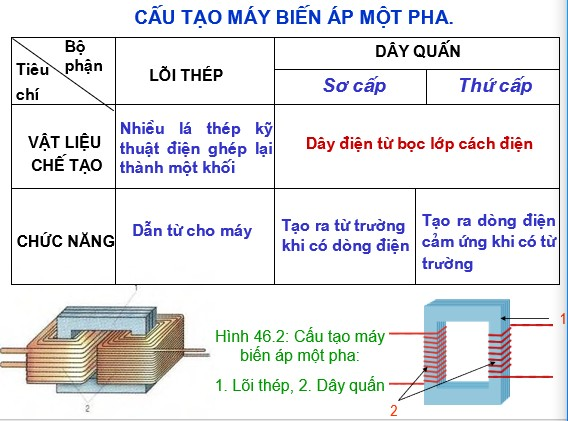 CẤU TẠO MÁY BIẾN ÁP MỘT PHA.
Bộ
phận
Tiêu
chí
LÕI THÉP
DÂY QUẤN
Sơ cấp
Thứ cấp
VẬT LIỆU
CHẾ TẠO
Nhiều lá thép kỹ
thuật điện ghép lại
thành một khối
Dây điện từ bọc lớp cách điện
CHỨC NĂNG
Dẫn từ cho máy
Tạo ra từ trường
khi có dòng điện
Tạo ra dòng điện
cảm ứng khi có từ
trường
1
2
Hình 46.2: Cấu tạo máy
biến áp một pha:
1. Lõi thép, 2. Dây quấn
1
2